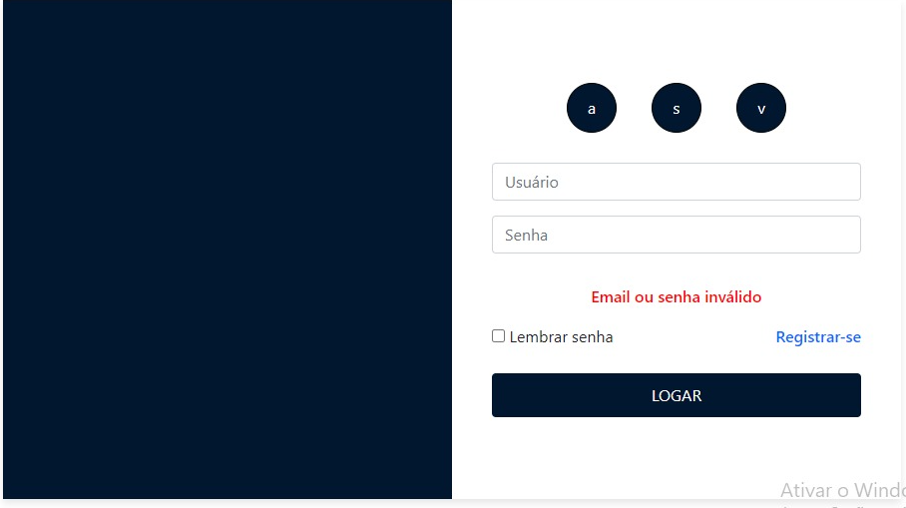 a s v
Usuário
Senha
Email ou senha inválido
Lembrar senha Registrar-se
LOGAR
Ativar o